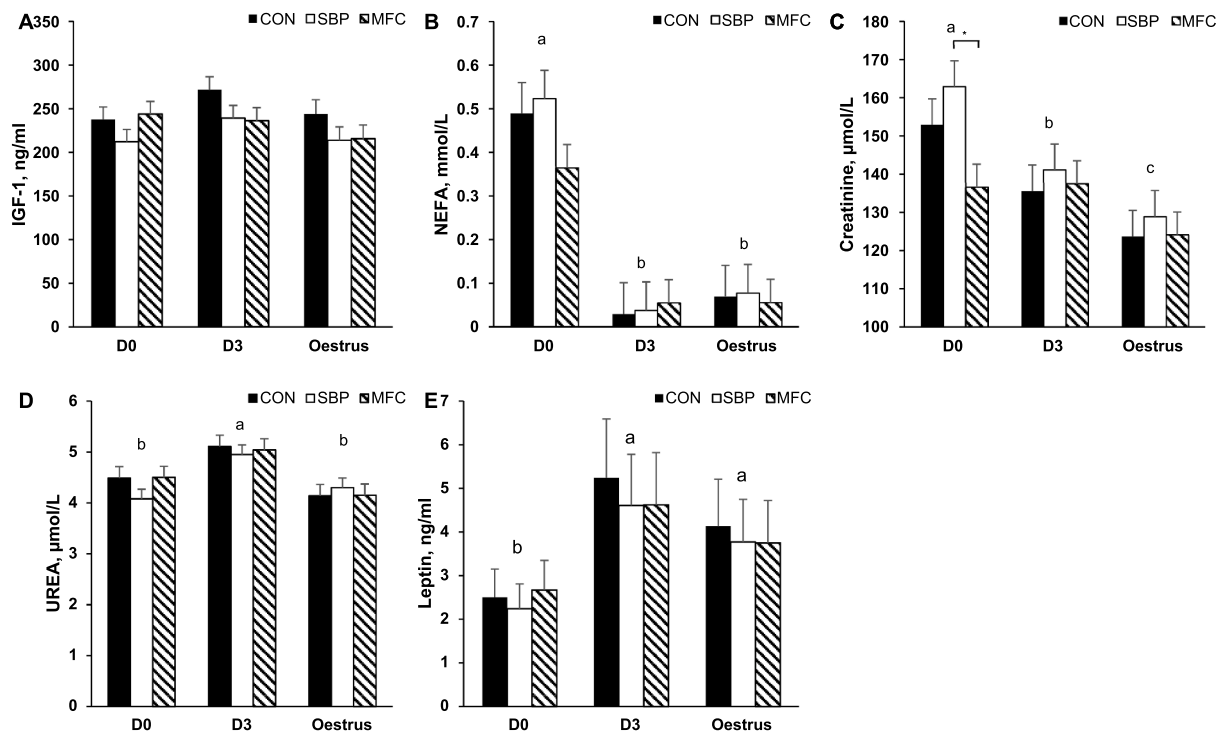 A
CON SBP MFC
IGF-1, ng/ml
350
300
250
200
150
100
50
0
D0 D3 Oestrus
B
CON SBP MFC
NEFA, mmol/L
0.7
0.6
0.5
0.4
0.3
0.2
0.1
0
a
b
b
D0 D3 Oestrus
C
CON SBP MFC
Creatinine, µmol/L
180
170
160
150
140
130
120
110
100
a *
b
c
D0 D3 Oestrus
D
CON SBP MFC
UREA, µmol/L
6
5
4
3
2
1
0
b
a
b
D0 D3 Oestrus
E
CON SBP MFC
Leptin, ng/ml
7
6
5
4
3
2
1
0
b
a
a
D0 D3 Oestrus